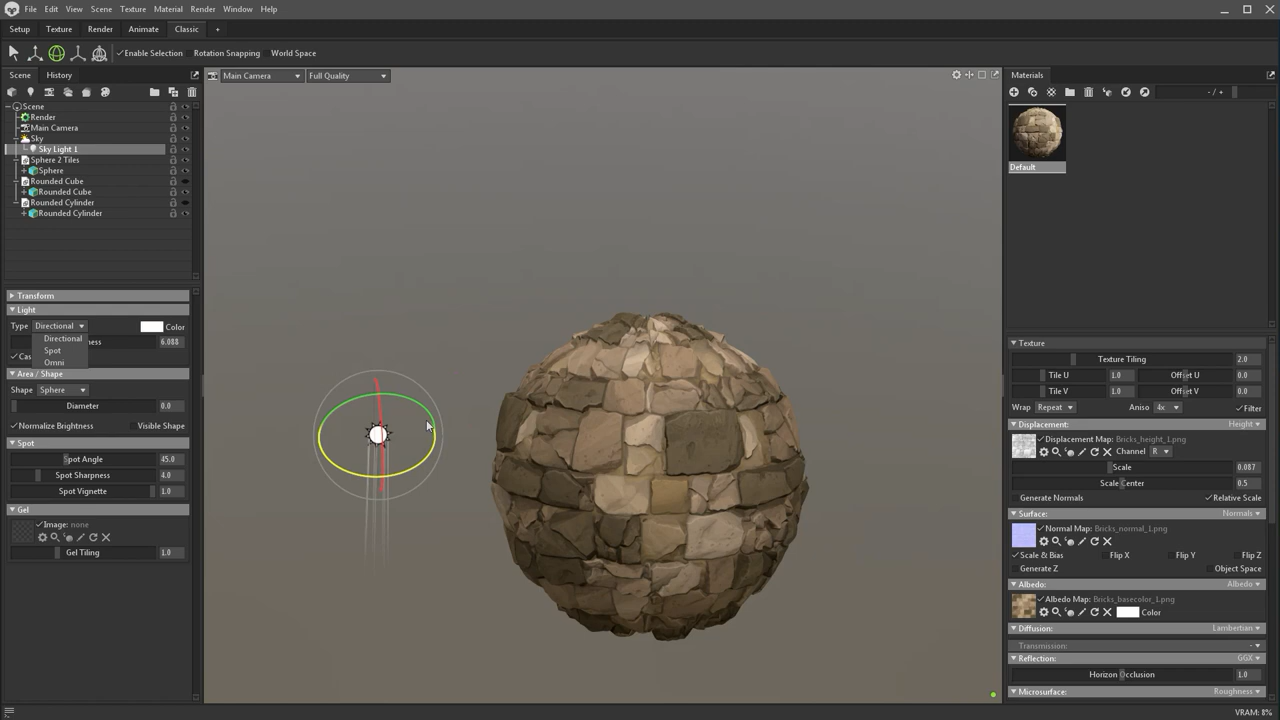 File Edit View Scene Texture Material Render Window Help
Setup Texture Render Animate Classic +
Enable Selection Rotation Snapping World Space
Scene History
Main Camera Full Quality
Materials
- / +
Scene
Render
Main Camera
Sky
Sky Light 1
Sphere 2 Tiles
Sphere
Rounded Cube
Rounded Cube
Rounded Cylinder
Rounded Cylinder
Default
Transform
Light
Type Directional Color
Directional
Spot
Omni
ness 6.088
Cas
Area / Shape
Shape Sphere
Diameter 0.0
Normalize Brightness Visible Shape
Spot
Spot Angle 45.0
Spot Sharpness 4.0
Spot Vignette 1.0
Gel
Image: none
Gel Tiling 1.0
Texture
Texture Tiling 2.0
Tile U 1.0 Offset U 0.0
Tile V 1.0 Offset V 0.0
Wrap Repeat Aniso 4x Filter
Displacement: Height
Displacement Map: Bricks_height_1.png
Channel R
Scale 0.087
Scale Center 0.5
Generate Normals Relative Scale
Surface: Normals
Normal Map: Bricks_normal_1.png
Scale & Bias Flip X Flip Y Flip Z
Generate Z Object Space
Albedo: Albedo
Albedo Map: Bricks_basecolor_1.png
Color
Diffusion: Lambertian
Transmission: -
Reflection: GGX
Horizon Occlusion 1.0
Microsurface: Roughness
VRAM: 8%